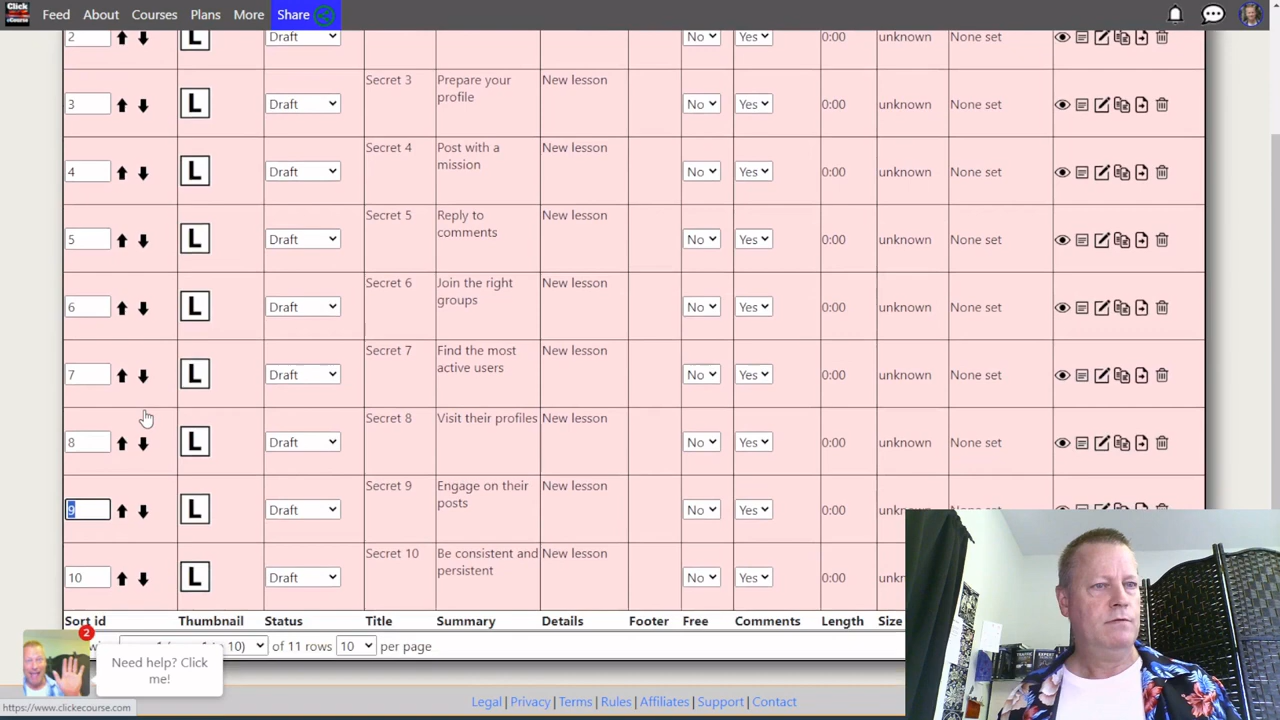 Click
eCourse
Feed About Courses Plans More Share
2 L Draft No Yes 0:00 unknown None set
Secret 3 Prepare your profile New lesson
3 L Draft No Yes 0:00 unknown None set
Secret 4 Post with a mission New lesson
4 L Draft No Yes 0:00 unknown None set
Secret 5 Reply to comments New lesson
5 L Draft No Yes 0:00 unknown None set
Secret 6 Join the right groups New lesson
6 L Draft No Yes 0:00 unknown None set
Secret 7 Find the most active users New lesson
7 L Draft No Yes 0:00 unknown None set
Secret 8 Visit their profiles New lesson
8 L Draft No Yes 0:00 unknown None set
Secret 9 Engage on their posts New lesson
9 L Draft No Yes 0:00 unknown None set
Secret 10 Be consistent and persistent New lesson
10 L Draft No Yes 0:00
Sort id Thumbnail Status Title Summary Details Footer Free Comments Length Size
10) of 11 rows 10 per page
2
Need help? Click
me!
Legal | Privacy | Terms | Rules | Affiliates | Support | Contact
https://www.clickecourse.com